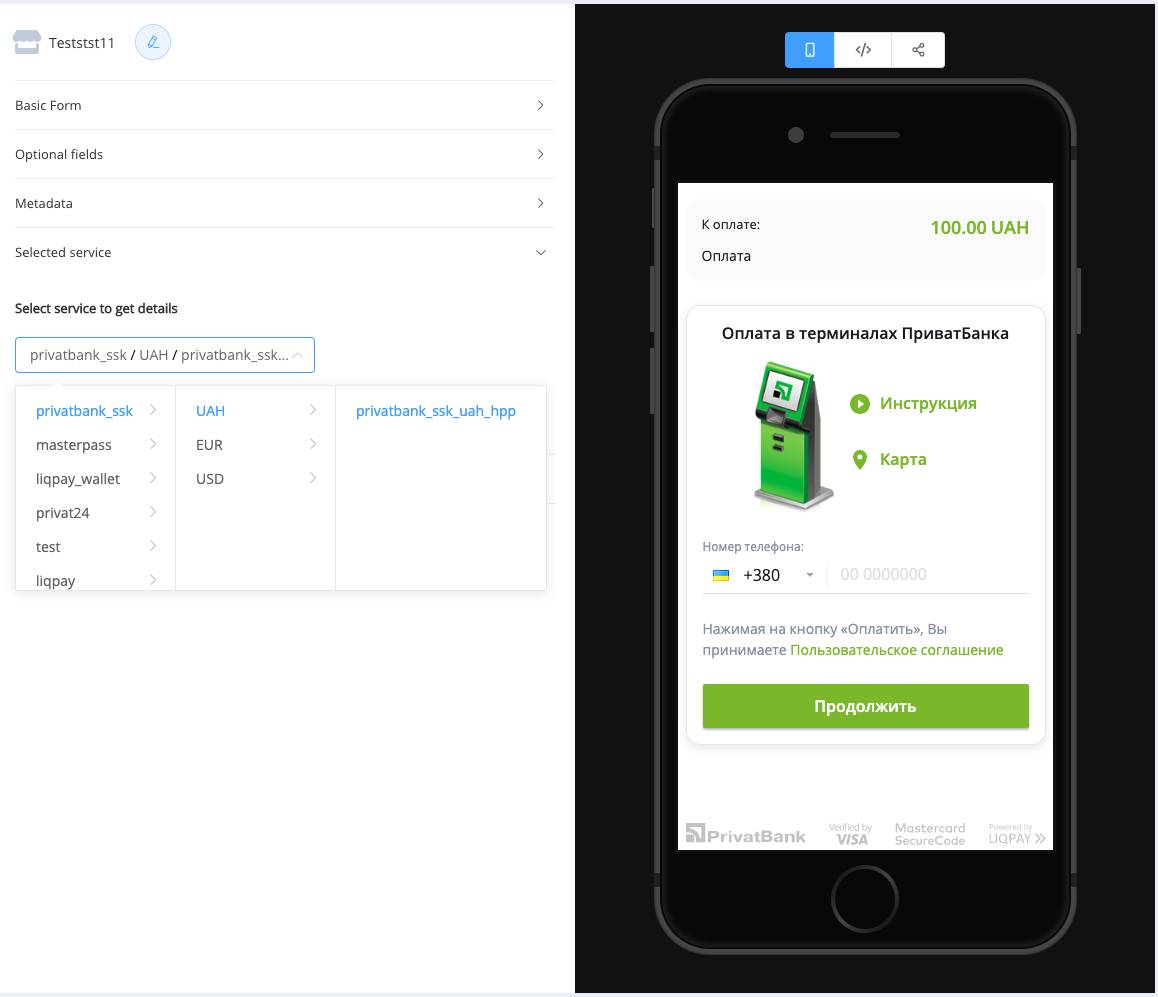 Teststst11
Basic Form
Optional fields
Metadata
Selected service
Select service to get details
privatbank_ssk / UAH / privatbank_ssk...
privatbank_ssk
masterpass
liqpay_wallet
privat24
test
liqpay
UAH
EUR
USD
privatbank_ssk_uah_hpp
</>
К оплате:
100.00 UAH
Оплата
Оплата в терминалах ПриватБанка
Инструкция
Карта
Номер телефона:
+380
00 0000000
Нажимая на кнопку «Оплатить», Вы
принимаете Пользовательское соглашение
Продолжить
PrivatBank
Verified by
VISA
Mastercard
SecureCode
Powered by
LIQPAY